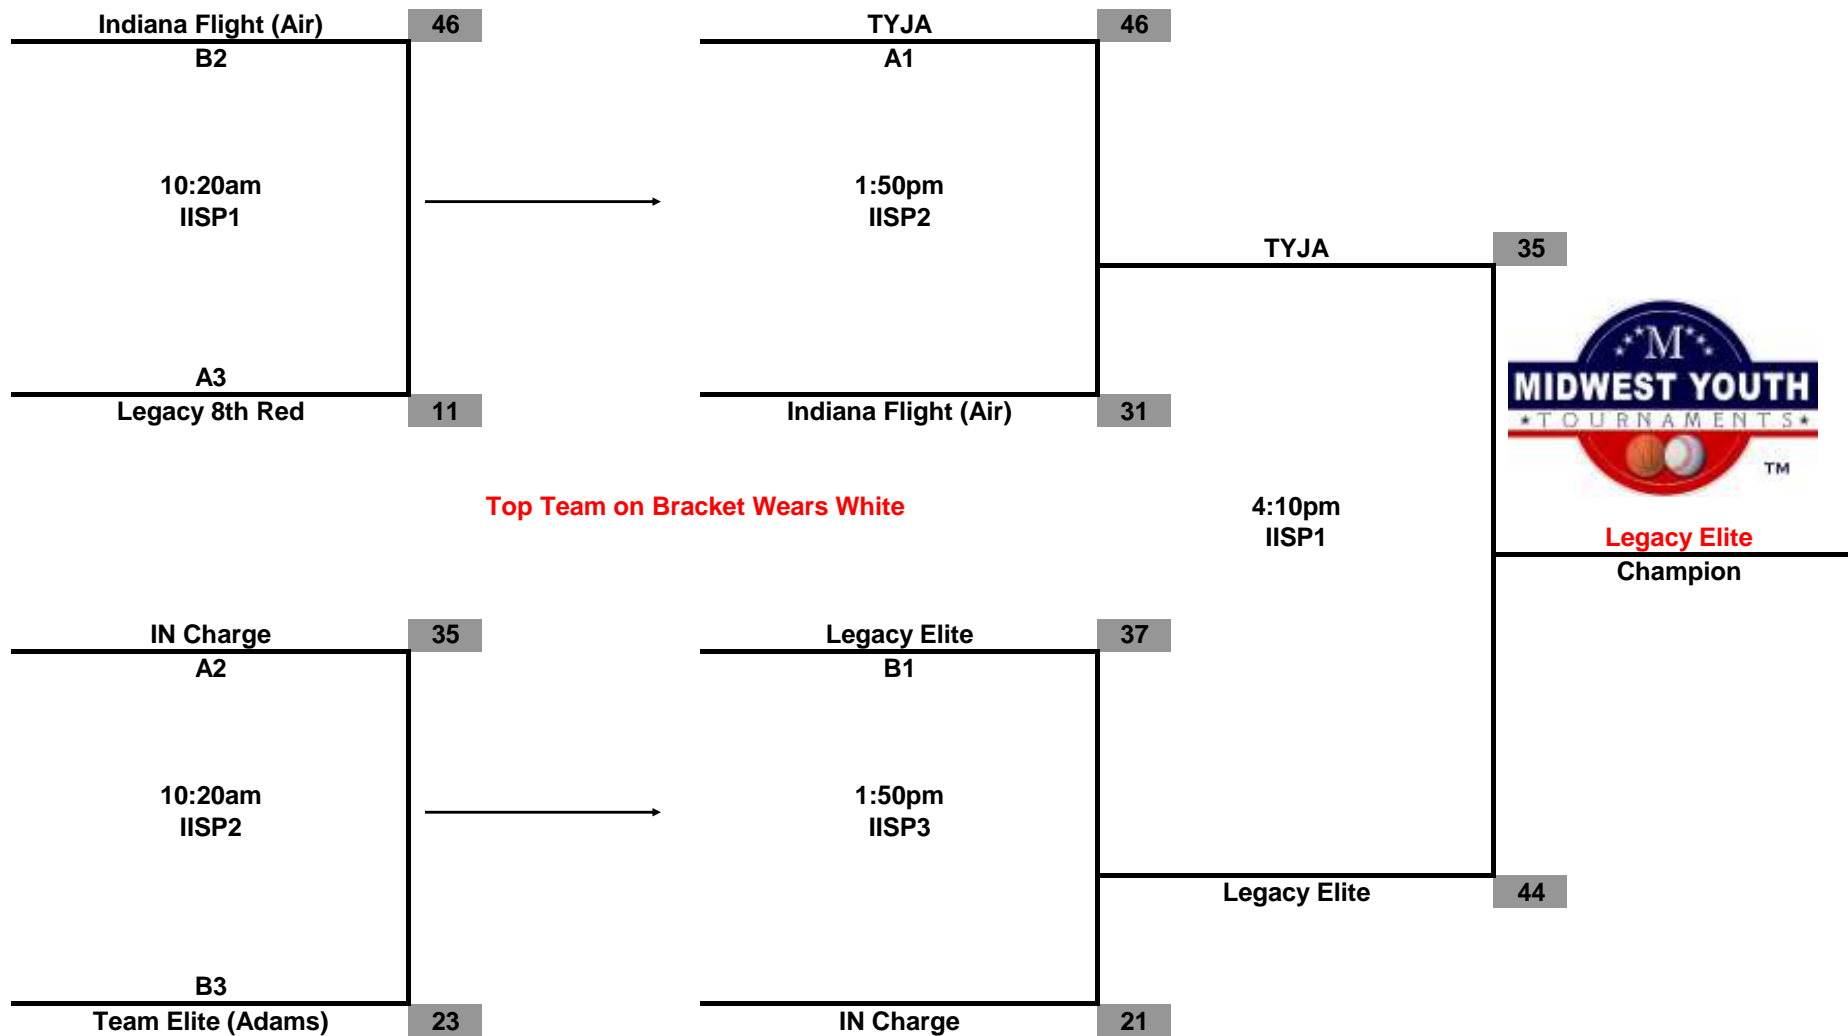 Indiana Flight (Air) 46
B2
10:20am
IISP1
A3
Legacy 8th Red 11
TYJA 46
A1
1:50pm
IISP2
Indiana Flight (Air) 31
TYJA 35
M
MIDWEST YOUTH
TOURNAMENTS
TM
Top Team on Bracket Wears White
4:10pm
IISP1
Legacy Elite
Champion
IN Charge 35
A2
10:20am
IISP2
B3
Team Elite (Adams) 23
Legacy Elite 37
B1
1:50pm
IISP3
IN Charge 21
Legacy Elite 44